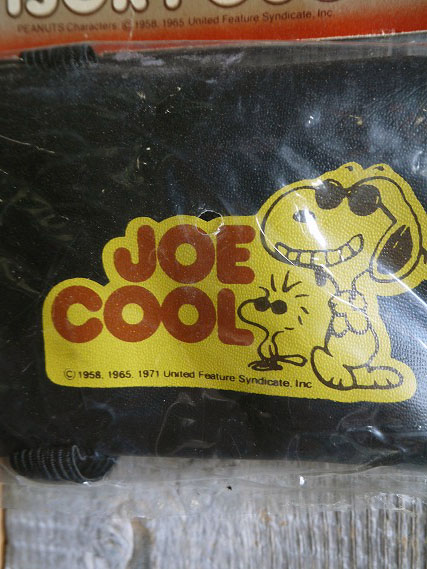 PEANUTS Characters © 1958, 1965 United Feature Syndicate, Inc.
JOE
COOL
© 1958, 1965, 1971 United Feature Syndicate, Inc